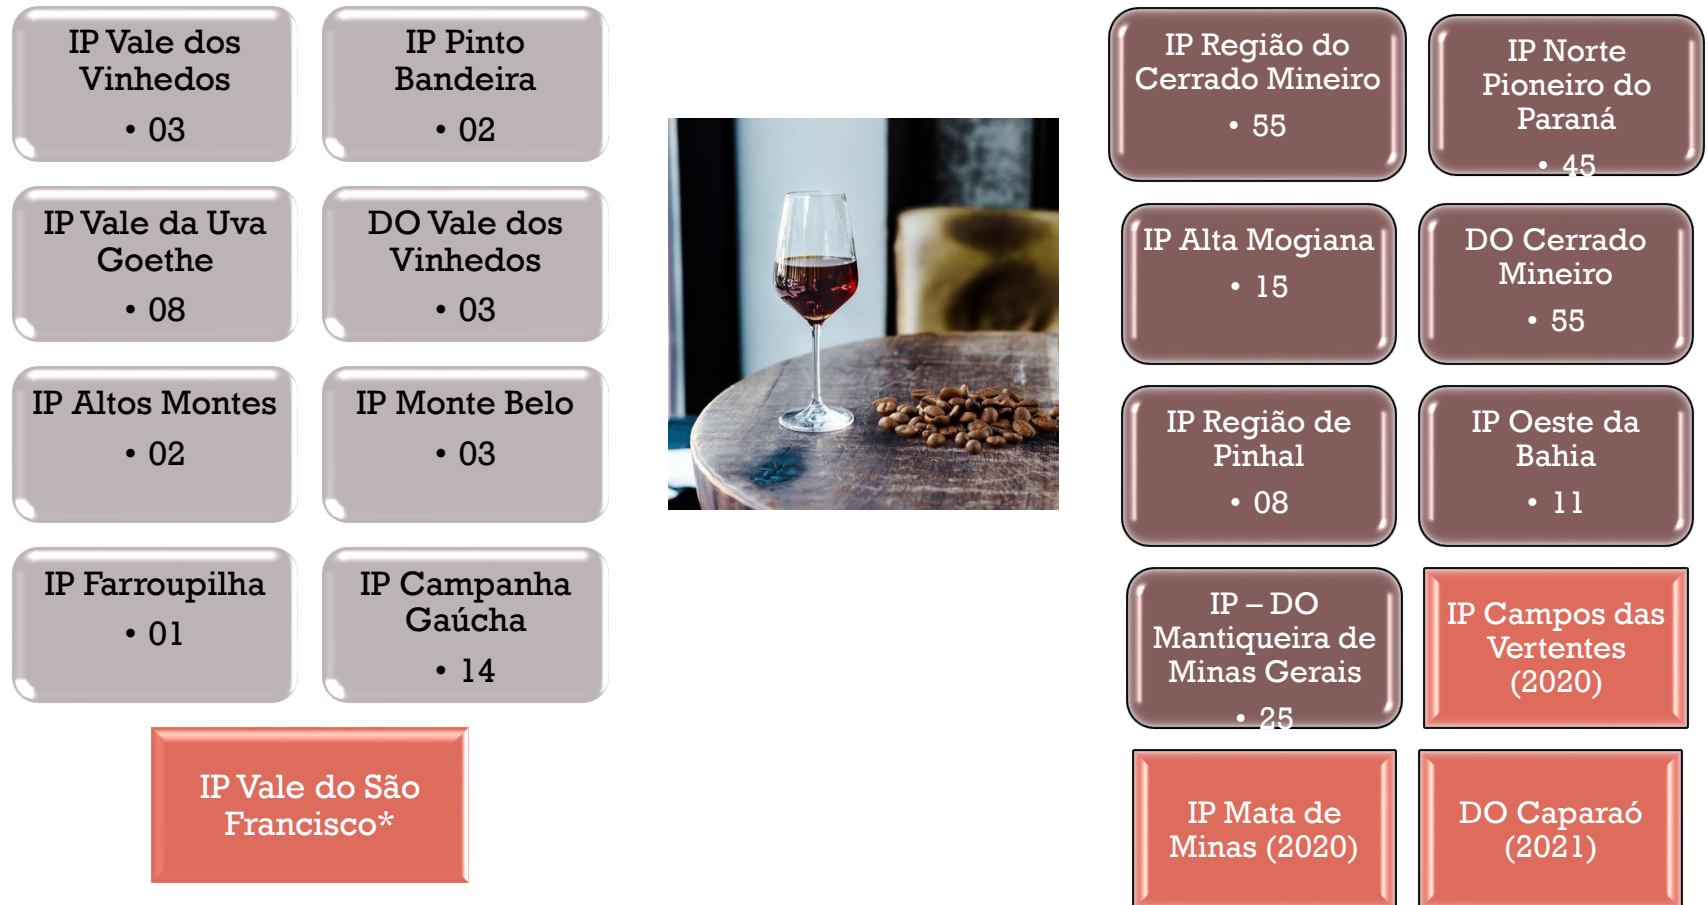 IP Vale dos
Vinhedos
• 03
IP Pinto
Bandeira
• 02
IP Vale da Uva
Goethe
• 08
DO Vale dos
Vinhedos
• 03
IP Altos Montes
• 02
IP Monte Belo
• 03
IP Farroupilha
• 01
IP Campanha
Gaúcha
• 14
IP Vale do São
Francisco*
IP Região do
Cerrado Mineiro
• 55
IP Norte
Pioneiro do
Paraná
• 45
IP Alta Mogiana
• 15
DO Cerrado
Mineiro
• 55
IP Região de
Pinhal
• 08
IP Oeste da
Bahia
• 11
IP – DO
Mantiqueira de
Minas Gerais
• 25
IP Campos das
Vertentes
(2020)
IP Mata de
Minas (2020)
DO Caparaó
(2021)